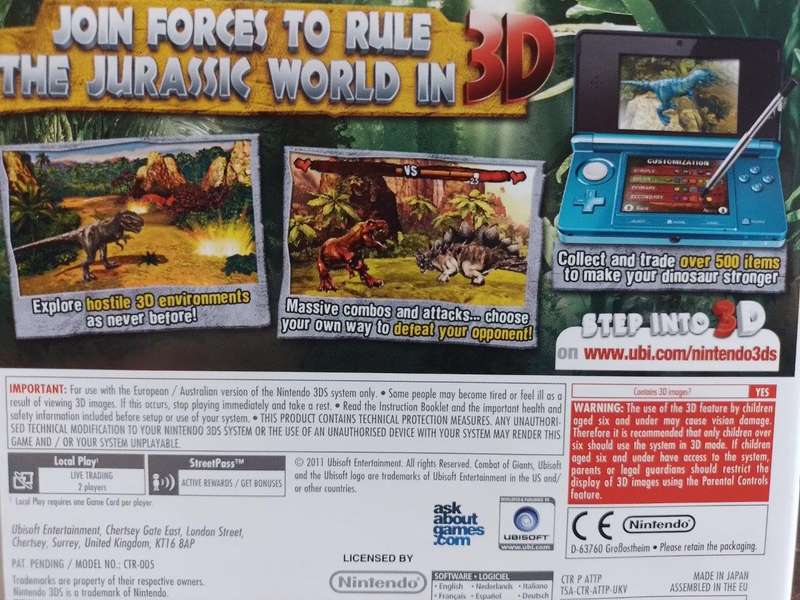 JOIN FORCES TO RULE
THE JURASSIC WORLD IN 3D
VS
-23
CUSTOMIZATION
Explore hostile 3D environments
as never before!
Massive combos and attacks... choose
your own way to defeat your opponent!
Collect and trade over 500 items
to make your dinosaur stronger
STEP INTO 3D
on www.ubi.com/nintendo3ds
IMPORTANT: For use with the European / Australian version of the Nintendo 3DS system only. • Some people may become tired or feel ill as a
result of viewing 3D images. If this occurs, stop playing immediately and take a rest. • Read the Instruction Booklet and the important health and
safety information included before setup or use of your system. • THIS PRODUCT CONTAINS TECHNICAL PROTECTION MEASURES. ANY UNAUTHORI-
SED TECHNICAL MODIFICATION TO YOUR NINTENDO 3DS SYSTEM OR THE USE OF AN UNAUTHORISED DEVICE WITH YOUR SYSTEM MAY RENDER THIS
GAME AND / OR YOUR SYSTEM UNPLAYABLE.
Contains 3D images? YES
WARNING: The use of the 3D feature by children
aged six and under may cause vision damage.
Therefore it is recommended that only children over
six should use the system in 3D mode. If children
aged six and under have access to the system,
parents or legal guardians should restrict the
display of 3D images using the Parental Controls
feature.
Local Play¹
LIVE TRADING
2 players
StreetPass™
ACTIVE REWARDS / GET BONUSES
¹ Local Play requires one Game Card per player.
© 2011 Ubisoft Entertainment. All rights Reserved. Combat of Giants, Ubisoft
and the Ubisoft logo are trademarks of Ubisoft Entertainment in the US and/
or other countries.
Ubisoft Entertainment, Chertsey Gate East, London Street,
Chertsey, Surrey, United Kingdom, KT16 8AP
PAT. PENDING / MODEL NO.: CTR-005
Trademarks are property of their respective owners.
Nintendo 3DS is a trademark of Nintendo.
ask
about
games
.com
DEVELOPED & PUBLISHED BY
UBISOFT
www.ubi.com
LICENSED BY
Nintendo
CE Nintendo
D-63760 Großostheim • Please retain the packaging.
SOFTWARE • LOGICIEL
• English • Nederlands • Italiano
• Français • Español • Deutsch
CTR P ATTP
TSA-CTR-ATTP-UKV
MADE IN JAPAN
ASSEMBLED IN THE EU